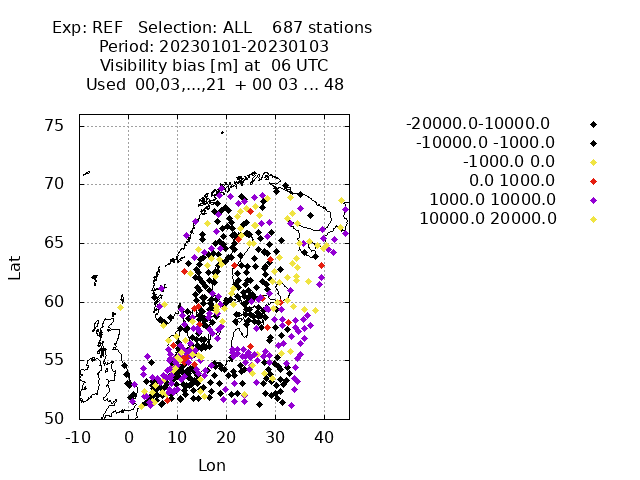 Exp: REF   Selection: ALL    687 stations
Period: 20230101-20230103
Visibility bias [m] at  06 UTC
Used  00,03,...,21  + 00 03 ... 48
-20000.0-10000.0
-10000.0 -1000.0
-1000.0 0.0
0.0 1000.0
1000.0 10000.0
10000.0 20000.0
75
70
65
60
55
50
Lat
-10 0 10 20 30 40
Lon